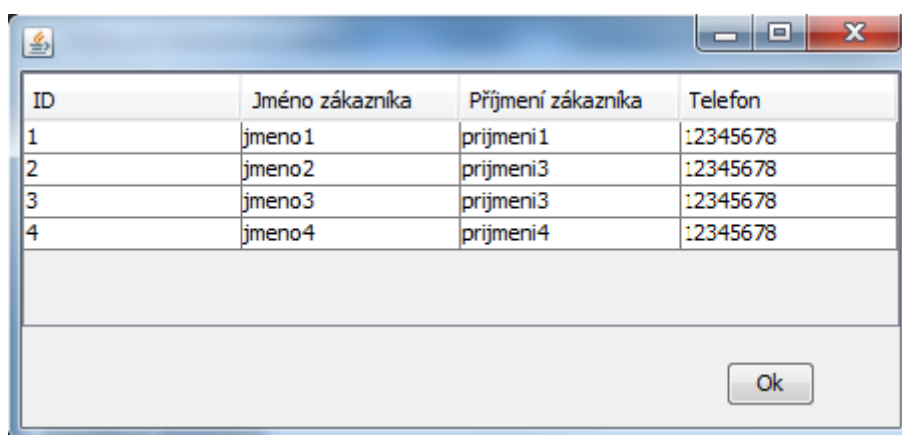 ID Jméno zákazníka Příjmení zákazníka Telefon
1 jmeno1 prijmeni1 12345678
2 jmeno2 prijmeni3 12345678
3 jmeno3 prijmeni3 12345678
4 jmeno4 prijmeni4 12345678
Ok